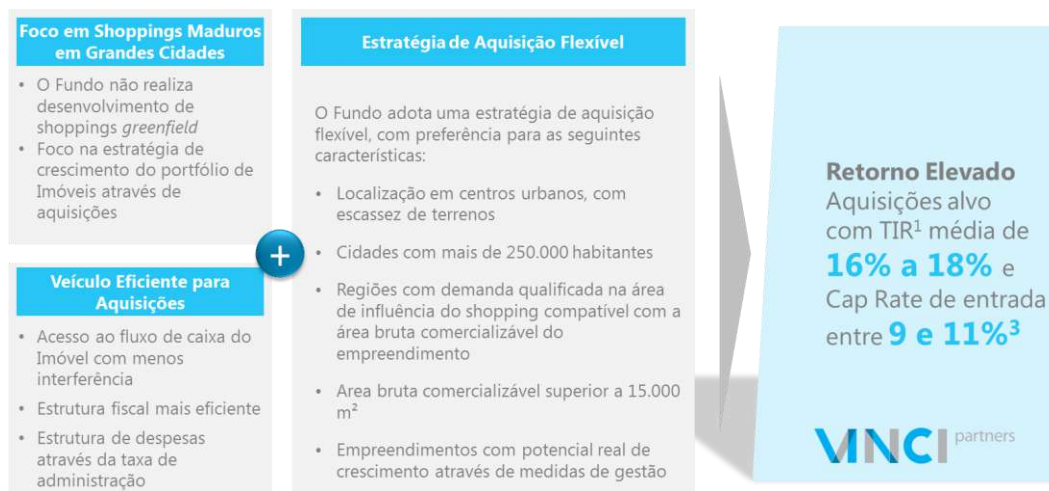 Foco em Shoppings Maduros
em Grandes Cidades
• O Fundo não realiza
desenvolvimento de
shoppings greenfield
• Foco na estratégia de
crescimento do portfólio de
Imóveis através de
aquisições
Veículo Eficiente para
Aquisições
• Acesso ao fluxo de caixa do
Imóvel com menos
interferência
• Estrutura fiscal mais eficiente
• Estrutura de despesas
através da taxa de
administração
+
Estratégia de Aquisição Flexível
O Fundo adota uma estratégia de aquisição
flexível, com preferência para as seguintes
características:
• Localização em centros urbanos, com
escassez de terrenos
• Cidades com mais de 250.000 habitantes
• Regiões com demanda qualificada na área
de influência do shopping compatível com a
área bruta comercializável do
empreendimento
• Area bruta comercializável superior a 15.000
m²
• Empreendimentos com potencial real de
crescimento através de medidas de gestão
Retorno Elevado
Aquisições alvo
com TIR¹ média de
16% a 18% e
Cap Rate de entrada
entre 9 e 11%³
VINCI partners